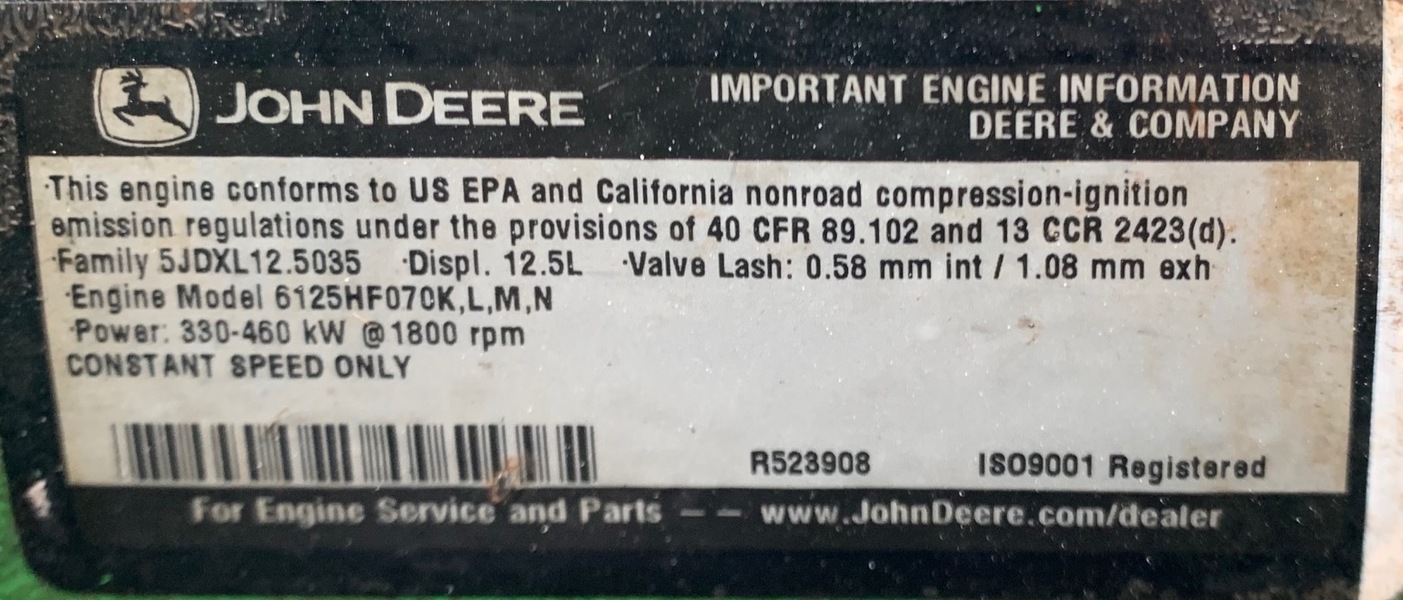 JOHN DEERE
IMPORTANT ENGINE INFORMATION
DEERE & COMPANY
·This engine conforms to US EPA and California nonroad compression-ignition
emission regulations under the provisions of 40 CFR 89.102 and 13 CCR 2423(d).
·Family 5JDXL12.5035 ·Displ. 12.5L ·Valve Lash: 0.58 mm int / 1.08 mm exh
·Engine Model 6125HF070K,L,M,N
·Power: 330-460 kW @1800 rpm
CONSTANT SPEED ONLY
R523908 ISO9001 Registered
For Engine Service and Parts – – www.JohnDeere.com/dealer